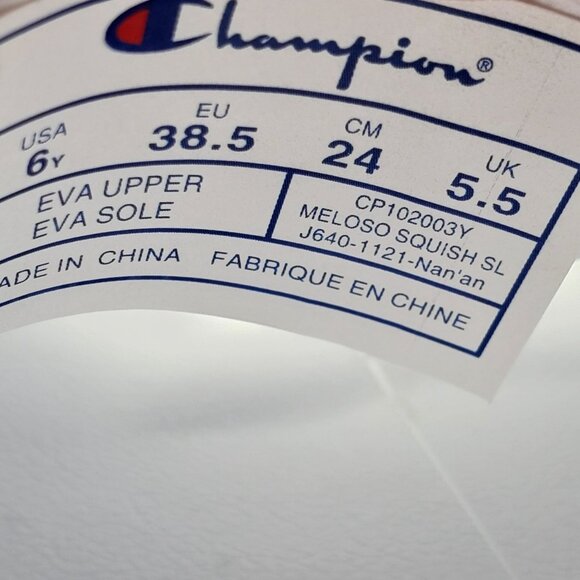 Champion®
USA EU CM UK
6Y 38.5 24 5.5
EVA UPPER
EVA SOLE
CP102003Y
MELOSO SQUISH SL
J640-1121-Nan'an
MADE IN CHINA FABRIQUE EN CHINE